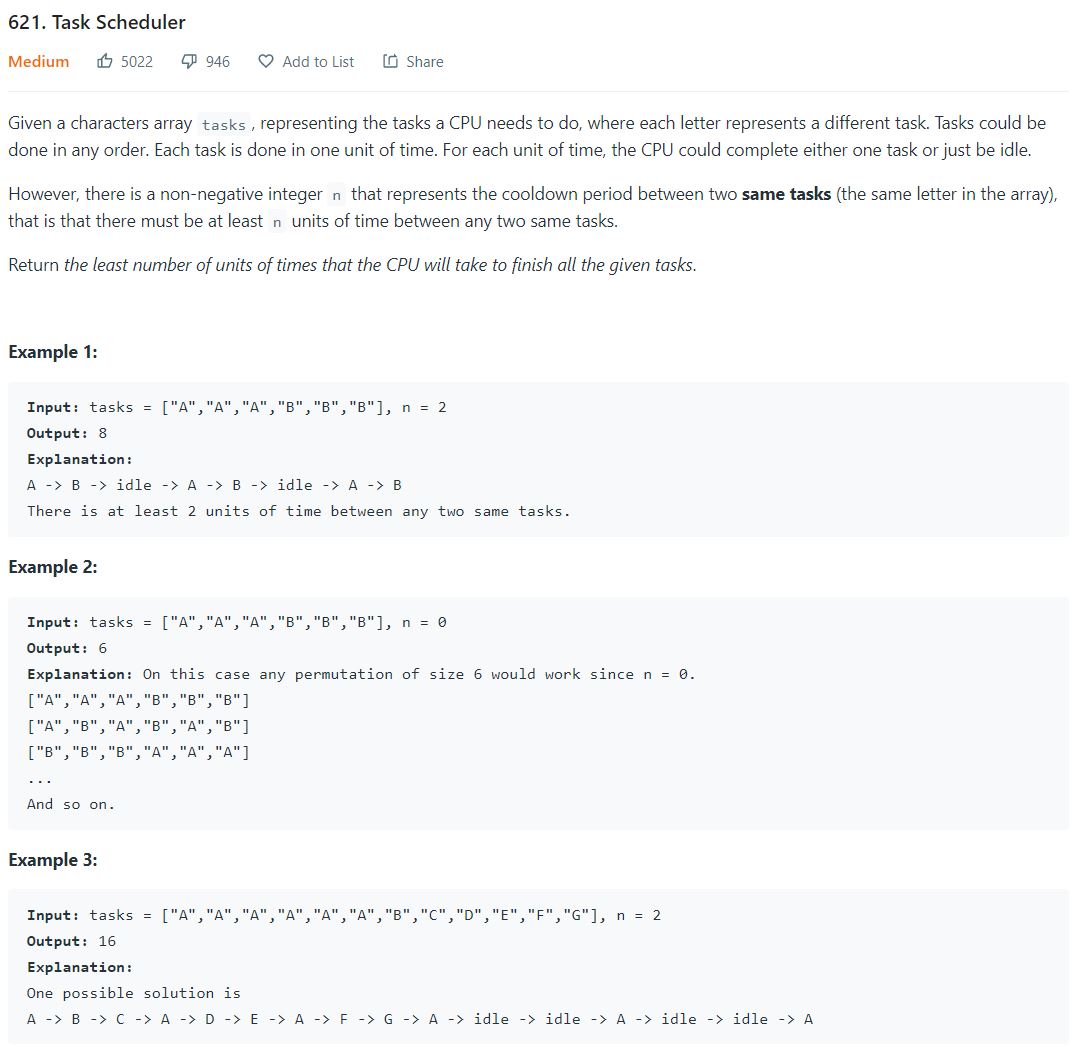 621. Task Scheduler
Medium 5022 946 Add to List Share
Given a characters array tasks, representing the tasks a CPU needs to do, where each letter represents a different task. Tasks could be
done in any order. Each task is done in one unit of time. For each unit of time, the CPU could complete either one task or just be idle.
However, there is a non-negative integer n that represents the cooldown period between two same tasks (the same letter in the array),
that is that there must be at least n units of time between any two same tasks.
Return the least number of units of times that the CPU will take to finish all the given tasks.
Example 1:
Input: tasks = ["A","A","A","B","B","B"], n = 2
Output: 8
Explanation:
A -> B -> idle -> A -> B -> idle -> A -> B
There is at least 2 units of time between any two same tasks.
Example 2:
Input: tasks = ["A","A","A","B","B","B"], n = 0
Output: 6
Explanation: On this case any permutation of size 6 would work since n = 0.
["A","A","A","B","B","B"]
["A","B","A","B","A","B"]
["B","B","B","A","A","A"]
...
And so on.
Example 3:
Input: tasks = ["A","A","A","A","A","A","B","C","D","E","F","G"], n = 2
Output: 16
Explanation:
One possible solution is
A -> B -> C -> A -> D -> E -> A -> F -> G -> A -> idle -> idle -> A -> idle -> idle -> A